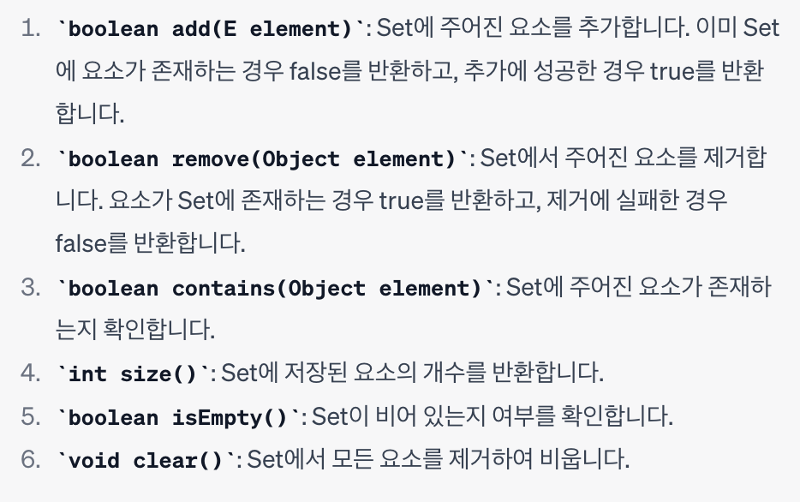 1. `boolean add(E element)`: Set에 주어진 요소를 추가합니다. 이미 Set
에 요소가 존재하는 경우 false를 반환하고, 추가에 성공한 경우 true를 반환
합니다.
2. `boolean remove(Object element)`: Set에서 주어진 요소를 제거합
니다. 요소가 Set에 존재하는 경우 true를 반환하고, 제거에 실패한 경우
false를 반환합니다.
3. `boolean contains(Object element)`: Set에 주어진 요소가 존재하
는지 확인합니다.
4. `int size()`: Set에 저장된 요소의 개수를 반환합니다.
5. `boolean isEmpty()`: Set이 비어 있는지 여부를 확인합니다.
6. `void clear()`: Set에서 모든 요소를 제거하여 비웁니다.